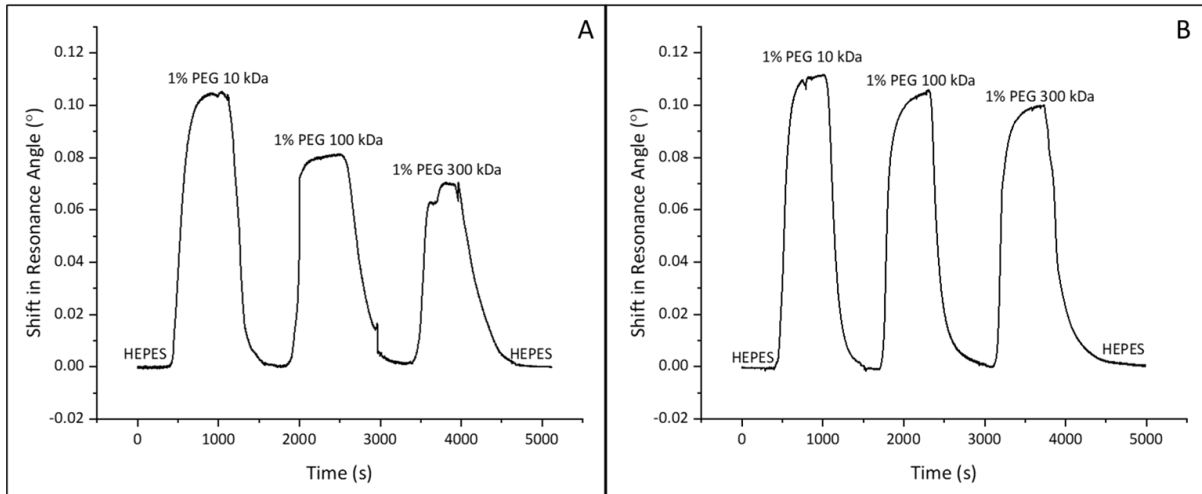 A
0.12
0.10
0.08
0.06
0.04
0.02
0.00
-0.02
Shift in Resonance Angle (°)
1% PEG 10 kDa
1% PEG 100 kDa
1% PEG 300 kDa
HEPES
HEPES
0 1000 2000 3000 4000 5000
Time (s)
B
0.12
0.10
0.08
0.06
0.04
0.02
0.00
-0.02
Shift in Resonance Angle (°)
1% PEG 10 kDa
1% PEG 100 kDa
1% PEG 300 kDa
HEPES
HEPES
0 1000 2000 3000 4000 5000
Time (s)